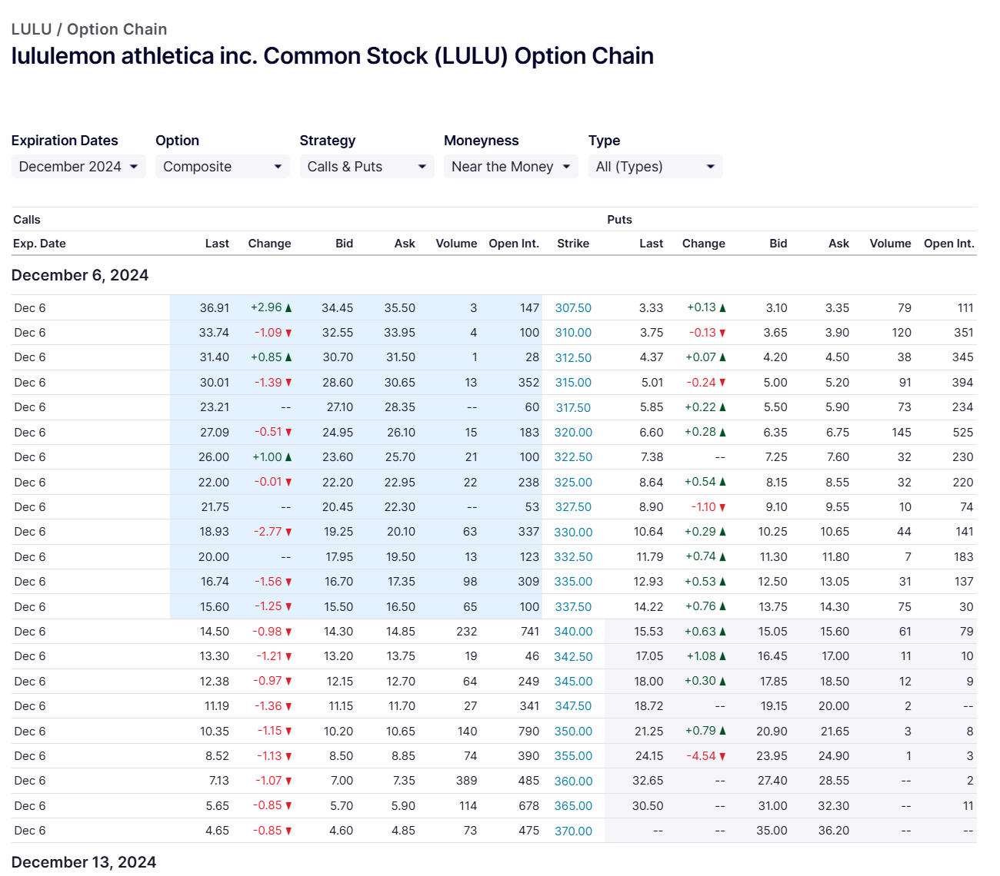 LULU / Option Chain
lululemon athletica inc. Common Stock (LULU) Option Chain
Expiration Dates Option Strategy Moneyness Type
December 2024 Composite Calls & Puts Near the Money All (Types)
Calls Puts
Exp. Date Last Change Bid Ask Volume Open Int. Strike Last Change Bid Ask Volume Open Int.
December 6, 2024
Dec 6 36.91 +2.96▲ 34.45 35.50 3 147 307.50 3.33 +0.13▲ 3.10 3.35 79 111
Dec 6 33.74 -1.09▼ 32.55 33.95 4 100 310.00 3.75 -0.13▼ 3.65 3.90 120 351
Dec 6 31.40 +0.85▲ 30.70 31.50 1 28 312.50 4.37 +0.07▲ 4.20 4.50 38 345
Dec 6 30.01 -1.39▼ 28.60 30.65 13 352 315.00 5.01 -0.24▼ 5.00 5.20 91 394
Dec 6 23.21 -- 27.10 28.35 -- 60 317.50 5.85 +0.22▲ 5.50 5.90 73 234
Dec 6 27.09 -0.51▼ 24.95 26.10 15 183 320.00 6.60 +0.28▲ 6.35 6.75 145 525
Dec 6 26.00 +1.00▲ 23.60 25.70 21 100 322.50 7.38 -- 7.25 7.60 32 230
Dec 6 22.00 -0.01▼ 22.20 22.95 22 238 325.00 8.64 +0.54▲ 8.15 8.55 32 220
Dec 6 21.75 -- 20.45 22.30 -- 53 327.50 8.90 -1.10▼ 9.10 9.55 10 74
Dec 6 18.93 -2.77▼ 19.25 20.10 63 337 330.00 10.64 +0.29▲ 10.25 10.65 44 141
Dec 6 20.00 -- 17.95 19.50 13 123 332.50 11.79 +0.74▲ 11.30 11.80 7 183
Dec 6 16.74 -1.56▼ 16.70 17.35 98 309 335.00 12.93 +0.53▲ 12.50 13.05 31 137
Dec 6 15.60 -1.25▼ 15.50 16.50 65 100 337.50 14.22 +0.76▲ 13.75 14.30 75 30
Dec 6 14.50 -0.98▼ 14.30 14.85 232 741 340.00 15.53 +0.63▲ 15.05 15.60 61 79
Dec 6 13.30 -1.21▼ 13.20 13.75 19 46 342.50 17.05 +1.08▲ 16.45 17.00 11 10
Dec 6 12.38 -0.97▼ 12.15 12.70 64 249 345.00 18.00 +0.30▲ 17.85 18.50 12 9
Dec 6 11.19 -1.36▼ 11.15 11.70 27 341 347.50 18.72 -- 19.15 20.00 2 --
Dec 6 10.35 -1.15▼ 10.20 10.65 140 790 350.00 21.25 +0.79▲ 20.90 21.65 3 8
Dec 6 8.52 -1.13▼ 8.50 8.85 74 390 355.00 24.15 -4.54▼ 23.95 24.90 1 3
Dec 6 7.13 -1.07▼ 7.00 7.35 389 485 360.00 32.65 -- 27.40 28.55 -- 2
Dec 6 5.65 -0.85▼ 5.70 5.90 114 678 365.00 30.50 -- 31.00 32.30 -- 11
Dec 6 4.65 -0.85▼ 4.60 4.85 73 475 370.00 -- -- 35.00 36.20 -- --
December 13, 2024